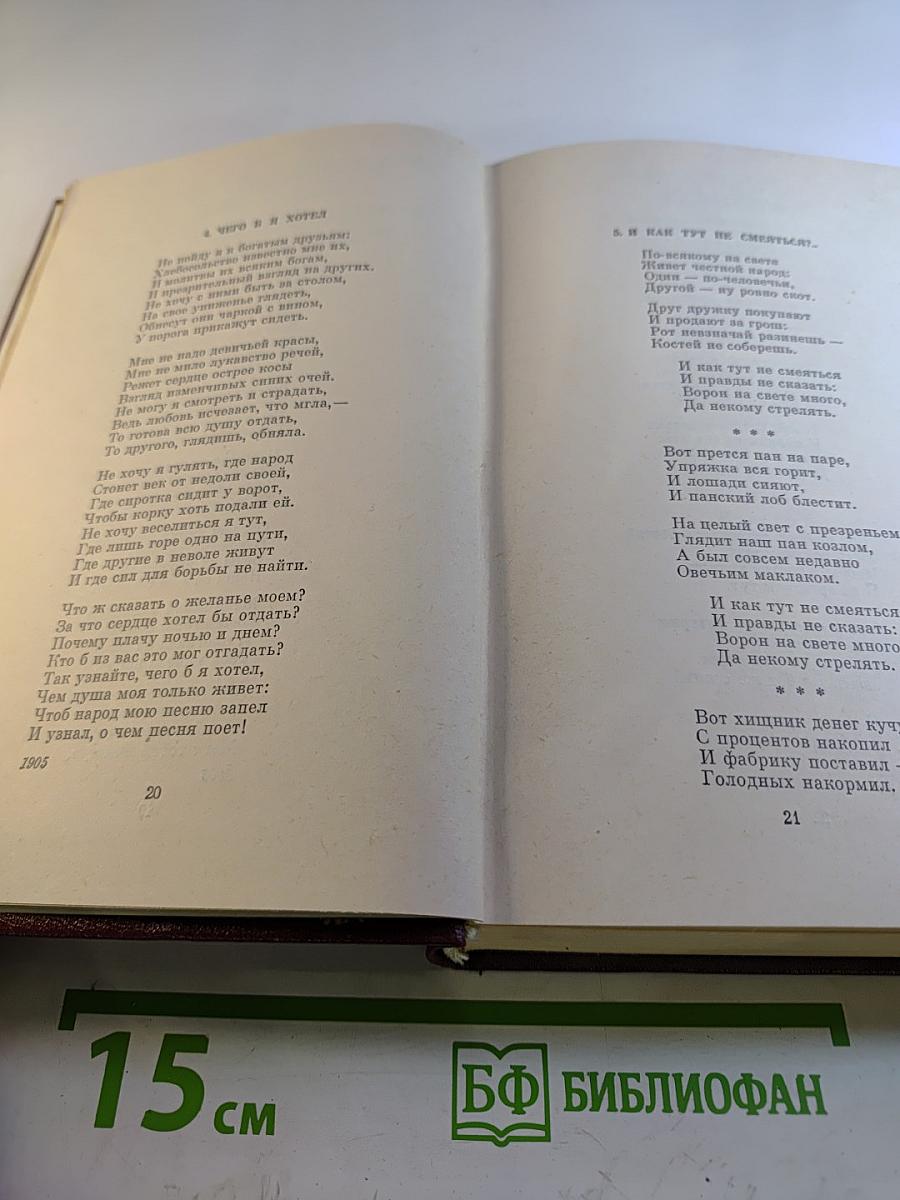 4. ЧЕГО Б Я ХОТЕЛ
Не пойду я к богатым друзьям:
Хлебосольство известно мне их,
И молитвы их всяким богам,
И презрительный взгляд на других.
Не хочу с ними быть за столом,
На свое униженье глядеть,
Обнесут они чаркой с вином,
У порога прикажут сидеть.
Мне не надо девичьей красы,
Мне не мило лукавство речей,
Режет сердце острее косы
Взгляд изменчивых синих очей.
Не могу я смотреть и страдать,
Ведь любовь исчезает, что мгла,—
То готова всю душу отдать,
То другого, глядишь, обняла.
Не хочу я гулять, где народ
Стонет век от недоли своей,
Где сиротка сидит у ворот,
Чтобы корку хоть подали ей.
Не хочу веселиться я тут,
Где лишь горе одно на пути,
Где другие в неволе живут
И где сил для борьбы не найти.
Что ж сказать о желанье моем?
За что сердце хотел бы отдать?
Почему плачу ночью и днем?
Кто б из вас это мог отгадать?
Так узнайте, чего б я хотел,
Чем душа моя только живет:
Чтоб народ мою песню запел
И узнал, о чем песня поет!
1905
20
5. И КАК ТУТ НЕ СМЕЯТЬСЯ?..
По-всякому на свете
Живет честной народ:
Один — по-человечьи,
Другой — ну ровно скот.
Друг дружку покупают
И продают за грош:
Рот невзначай разинешь —
Костей не соберешь.
И как тут не смеяться
И правды не сказать:
Ворон на свете много,
Да некому стрелять.
* * *
Вот прется пан на паре,
Упряжка вся горит,
И лошади сияют,
И панский лоб блестит.
На целый свет с презреньем
Глядит наш пан козлом,
А был совсем недавно
Овечьим маклаком.
И как тут не смеяться
И правды не сказать:
Ворон на свете много
Да некому стрелять.
* * *
Вот хищник денег кучу
С процентов накопил
И фабрику поставил -
Голодных накормил.
21
15 см
БФ БИБЛИОФАН